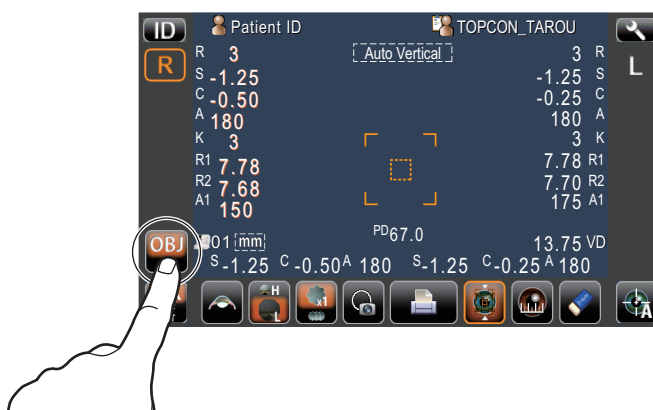 ID Patient ID TOPCON_TAROU
R R 3 Auto Vertical 3 R L
S -1.25 -1.25 S
C -0.50 -0.25 C
A 180 180 A
K 3 3 K
R1 7.78 7.78 R1
R2 7.68 7.70 R2
A1 150 175 A1
OBJ 01 mm PD67.0 13.75 VD
S-1.25 C -0.50 A 180 S-1.25 C-0.25 A 180
H
L
x1
A